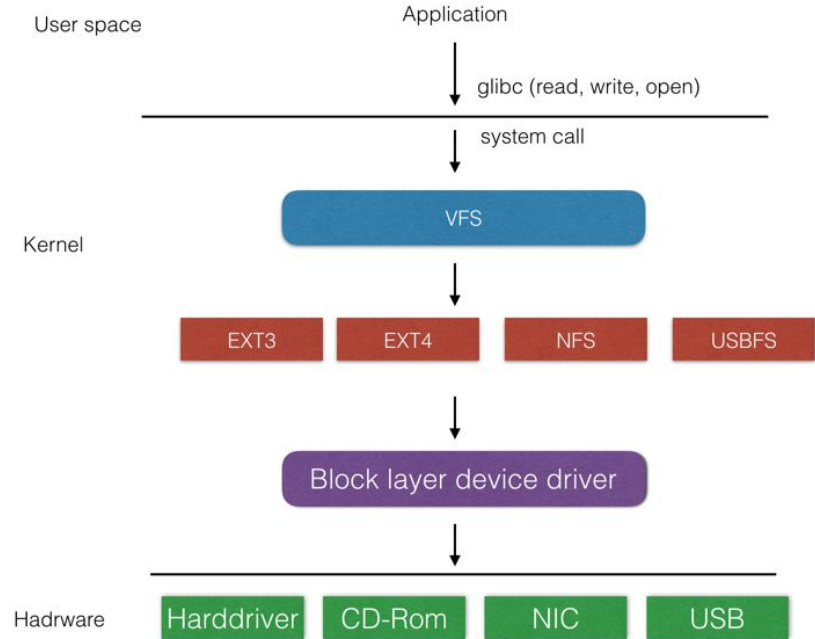 User space
Application
glibc (read, write, open)
system call
VFS
Kernel
EXT3
EXT4
NFS
USBFS
Block layer device driver
Hadrware
Harddriver
CD-Rom
NIC
USB